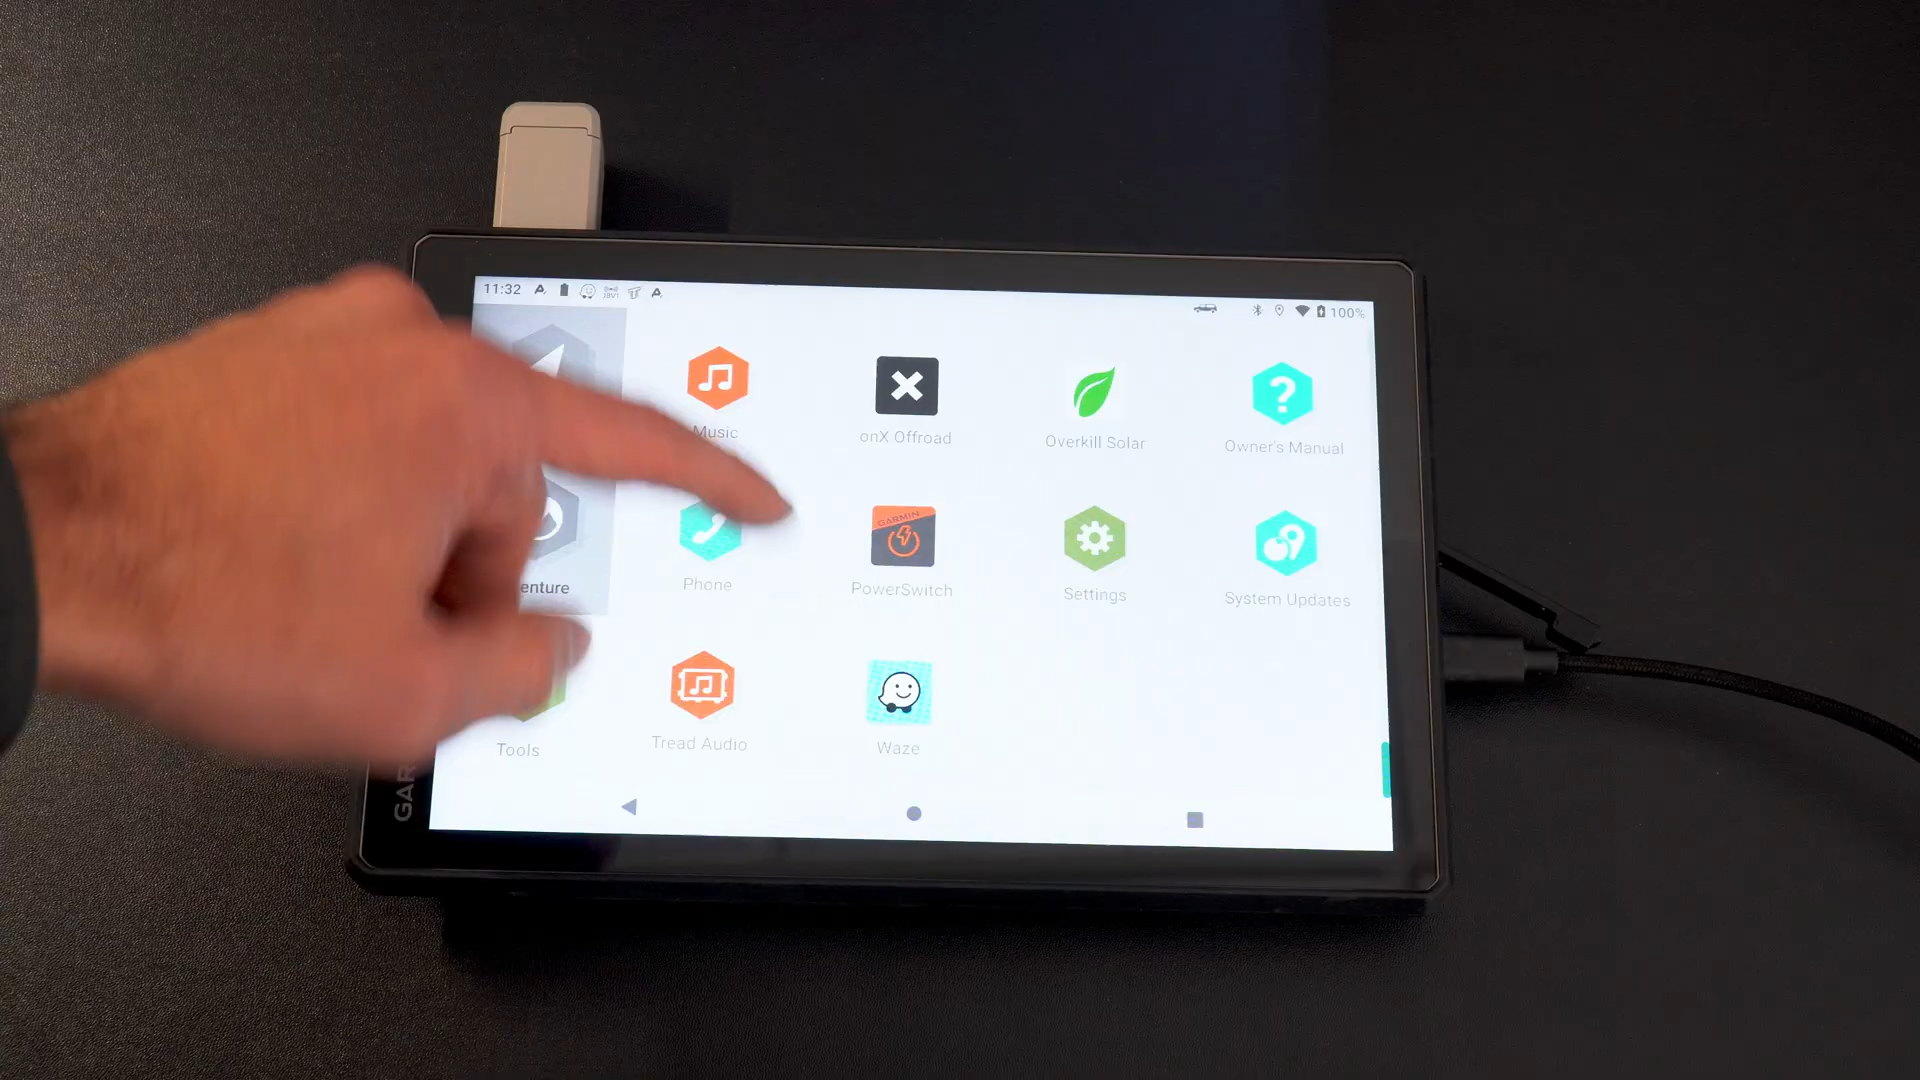 11:32
100%
Music
onX Offroad
Overkill Solar
Owner's Manual
GARMIN
enture
Phone
PowerSwitch
Settings
System Updates
Tools
Tread Audio
Waze
GAR